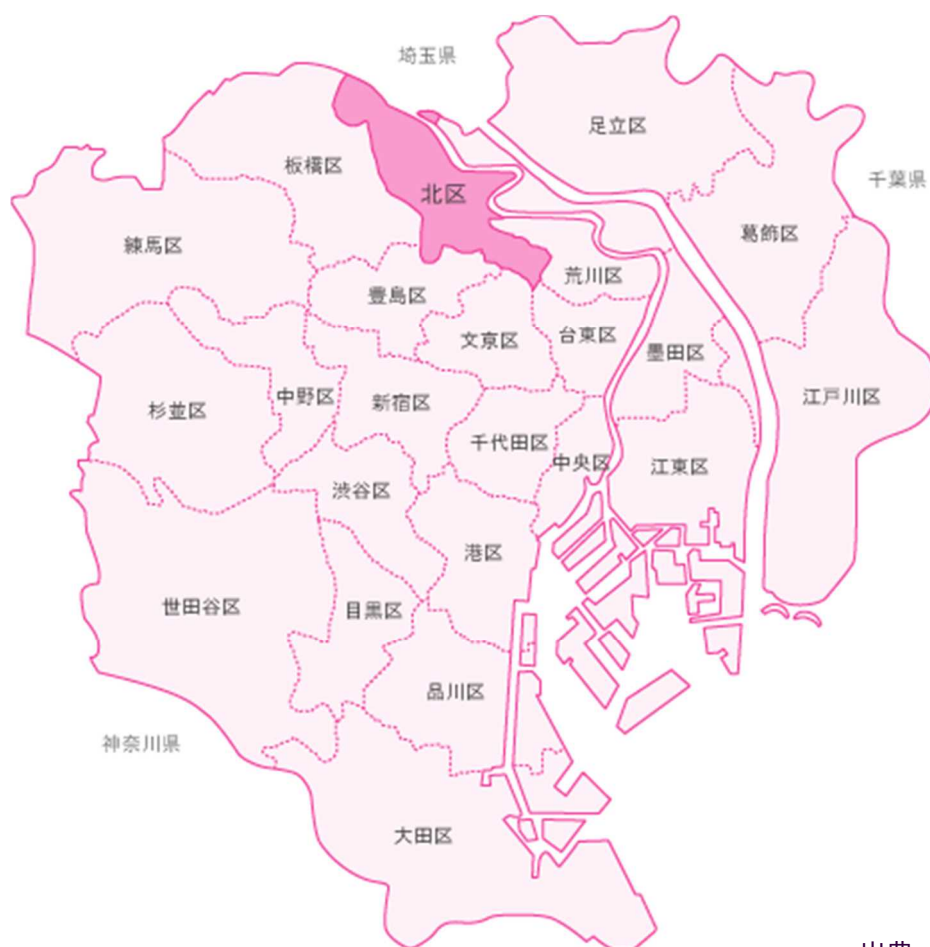 埼玉県
足立区
板橋区
千葉県
北区
葛飾区
練馬区
荒川区
豊島区
台東区
文京区
墨田区
中野区
江戸川区
新宿区
杉並区
千代田区
中央区
江東区
渋谷区
港区
世田谷区
目黒区
品川区
神奈川県
大田区